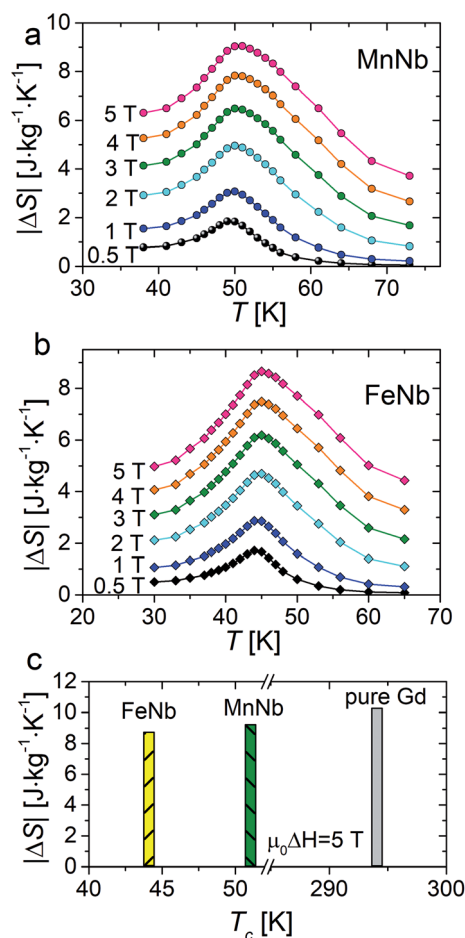 a
MnNb
|ΔS| [J·kg⁻¹·K⁻¹]
10
8
6
4
2
0
5 T
4 T
3 T
2 T
1 T
0.5 T
30 40 50 60 70
T [K]
b
FeNb
|ΔS| [J·kg⁻¹·K⁻¹]
8
6
4
2
0
5 T
4 T
3 T
2 T
1 T
0.5 T
20 30 40 50 60 70
T [K]
c
|ΔS| [J·kg⁻¹·K⁻¹]
12
10
8
6
4
2
0
FeNb MnNb pure Gd
μ₀ΔH=5 T
40 45 50 290 300
T_c [K]